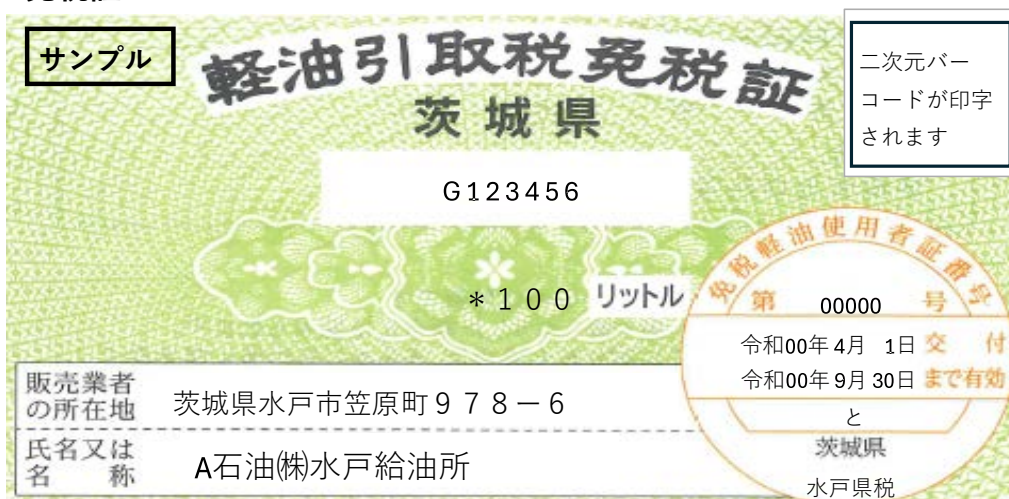 サンプル
軽油引取税免税証
茨城県
二次元バー
コードが印字
されます
G123456
＊１００ リットル
免税軽油使用者証番号
第 00000 号
令和00年 4月 1日 交 付
令和00年 9月 30日 まで有効
と
茨城県
水戸県税
販売業者
の所在地 茨城県水戸市笠原町９７８－６
氏名又は
名 称 A石油㈱水戸給油所